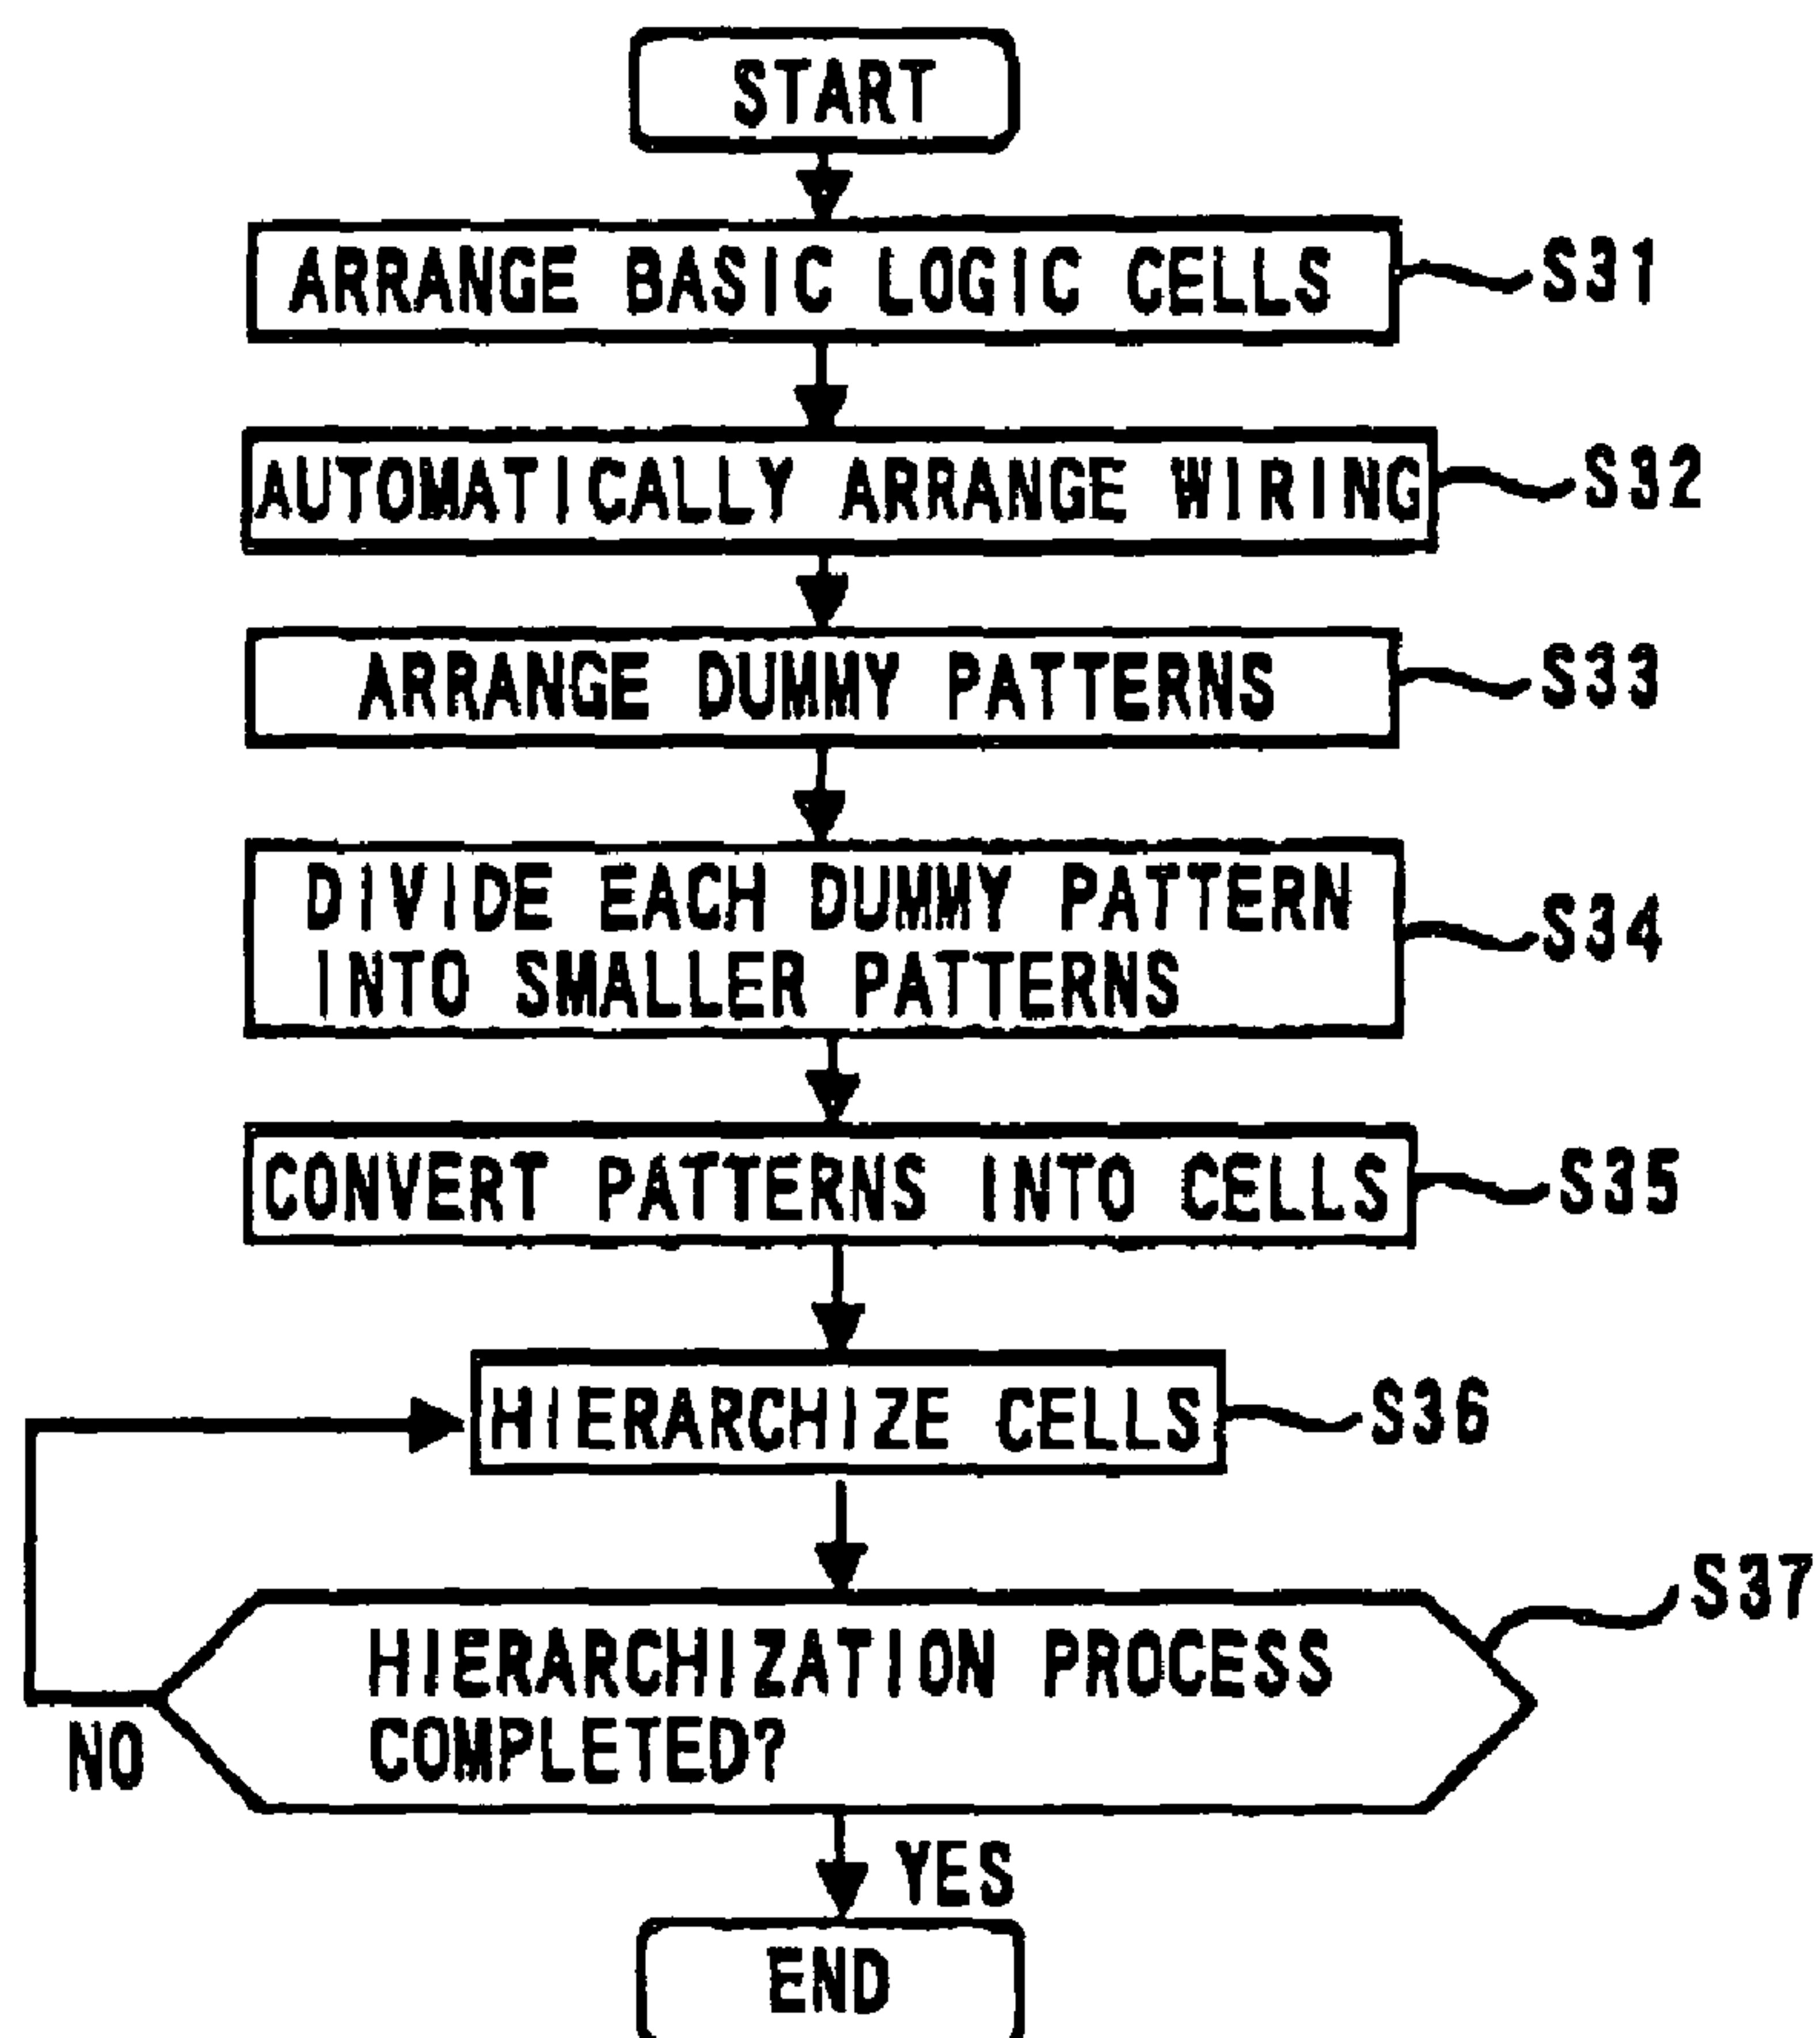 START
ARRANGE BASIC LOGIC CELLS
S31
AUTOMATICALLY ARRANGE WIRING
S32
ARRANGE DUMMY PATTERNS
S33
DIVIDE EACH DUMMY PATTERN
INTO SMALLER PATTERNS
S34
CONVERT PATTERNS INTO CELLS
S35
HIERARCHIZE CELLS
S36
S37
HIERARCHIZATION PROCESS
COMPLETED?
NO
YES
END